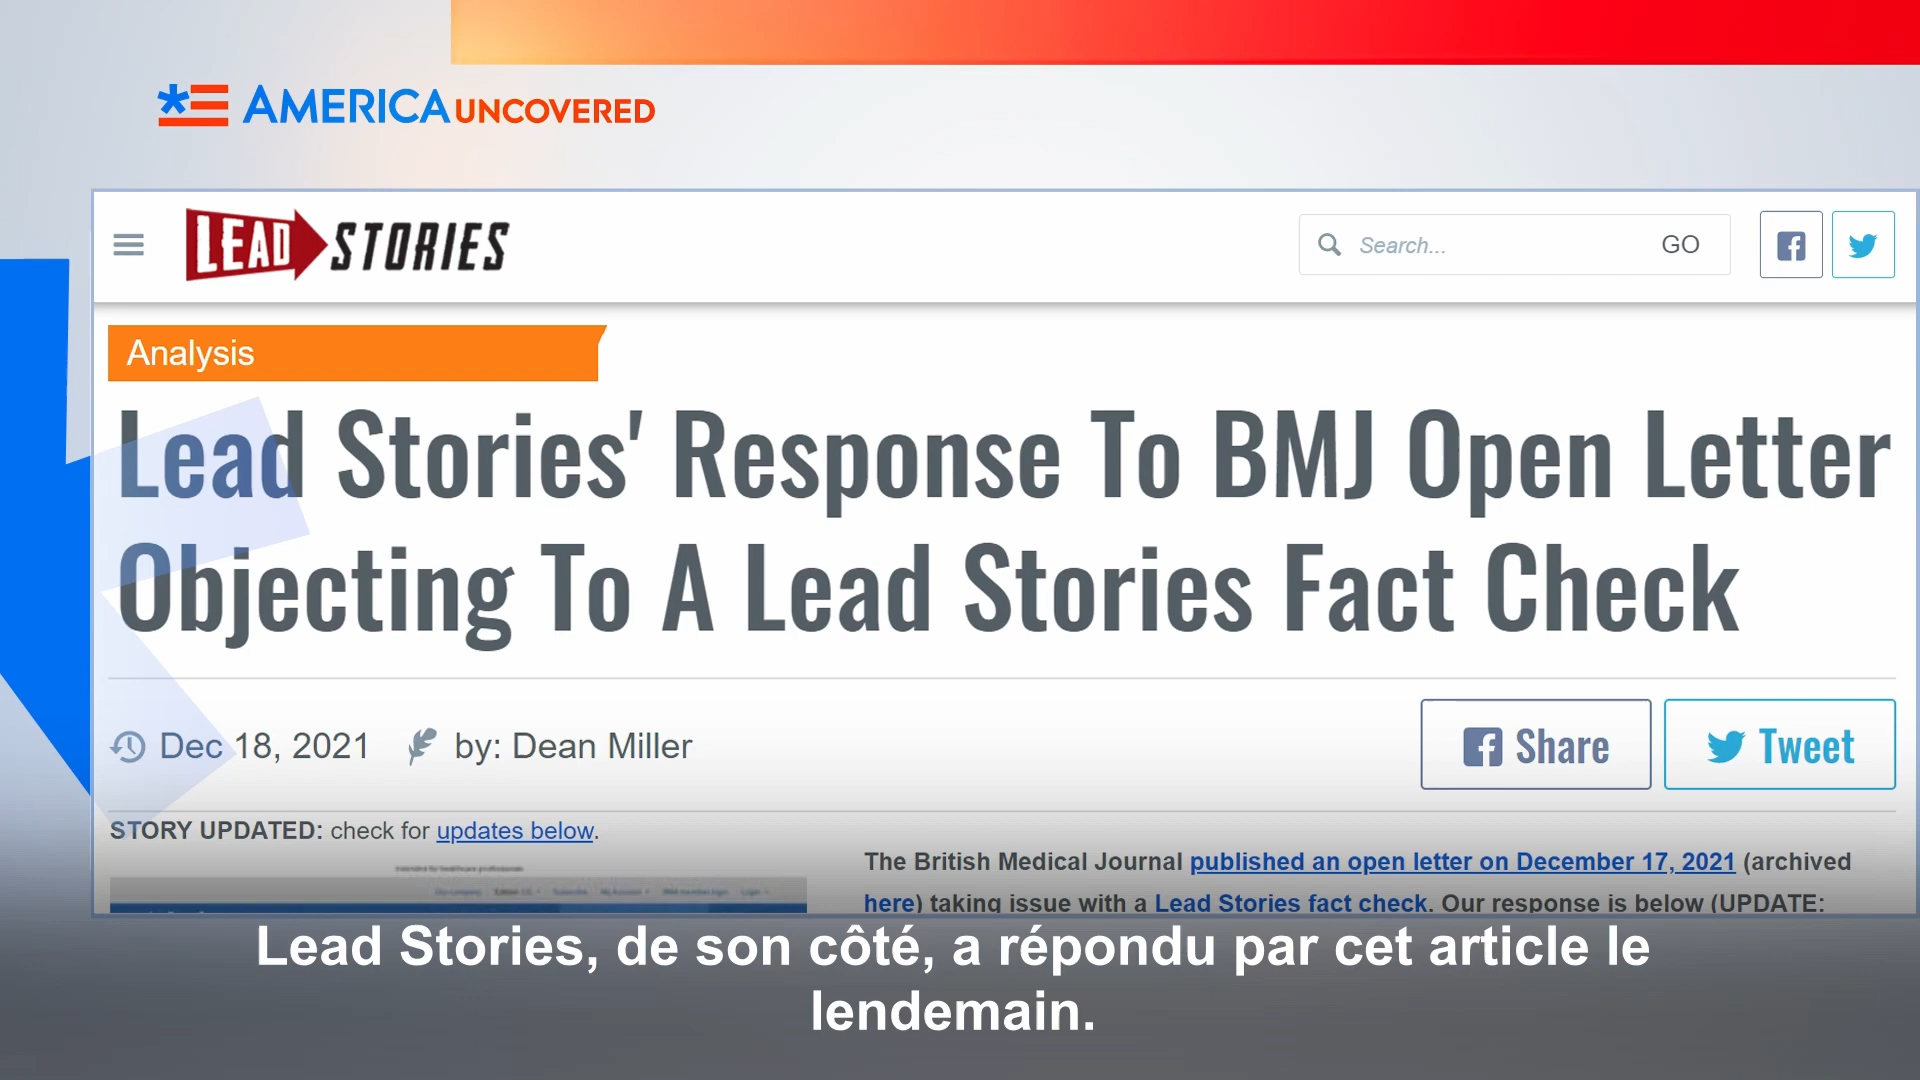 AMERICA UNCOVERED
LEAD STORIES
Search...
GO
Analysis
Lead Stories' Response To BMJ Open Letter
Objecting To A Lead Stories Fact Check
Dec 18, 2021 by: Dean Miller
Share
Tweet
STORY UPDATED: check for updates below.
The British Medical Journal published an open letter on December 17, 2021 (archived
here) taking issue with a Lead Stories fact check. Our response is below (UPDATE:
Lead Stories, de son côté, a répondu par cet article le
lendemain.